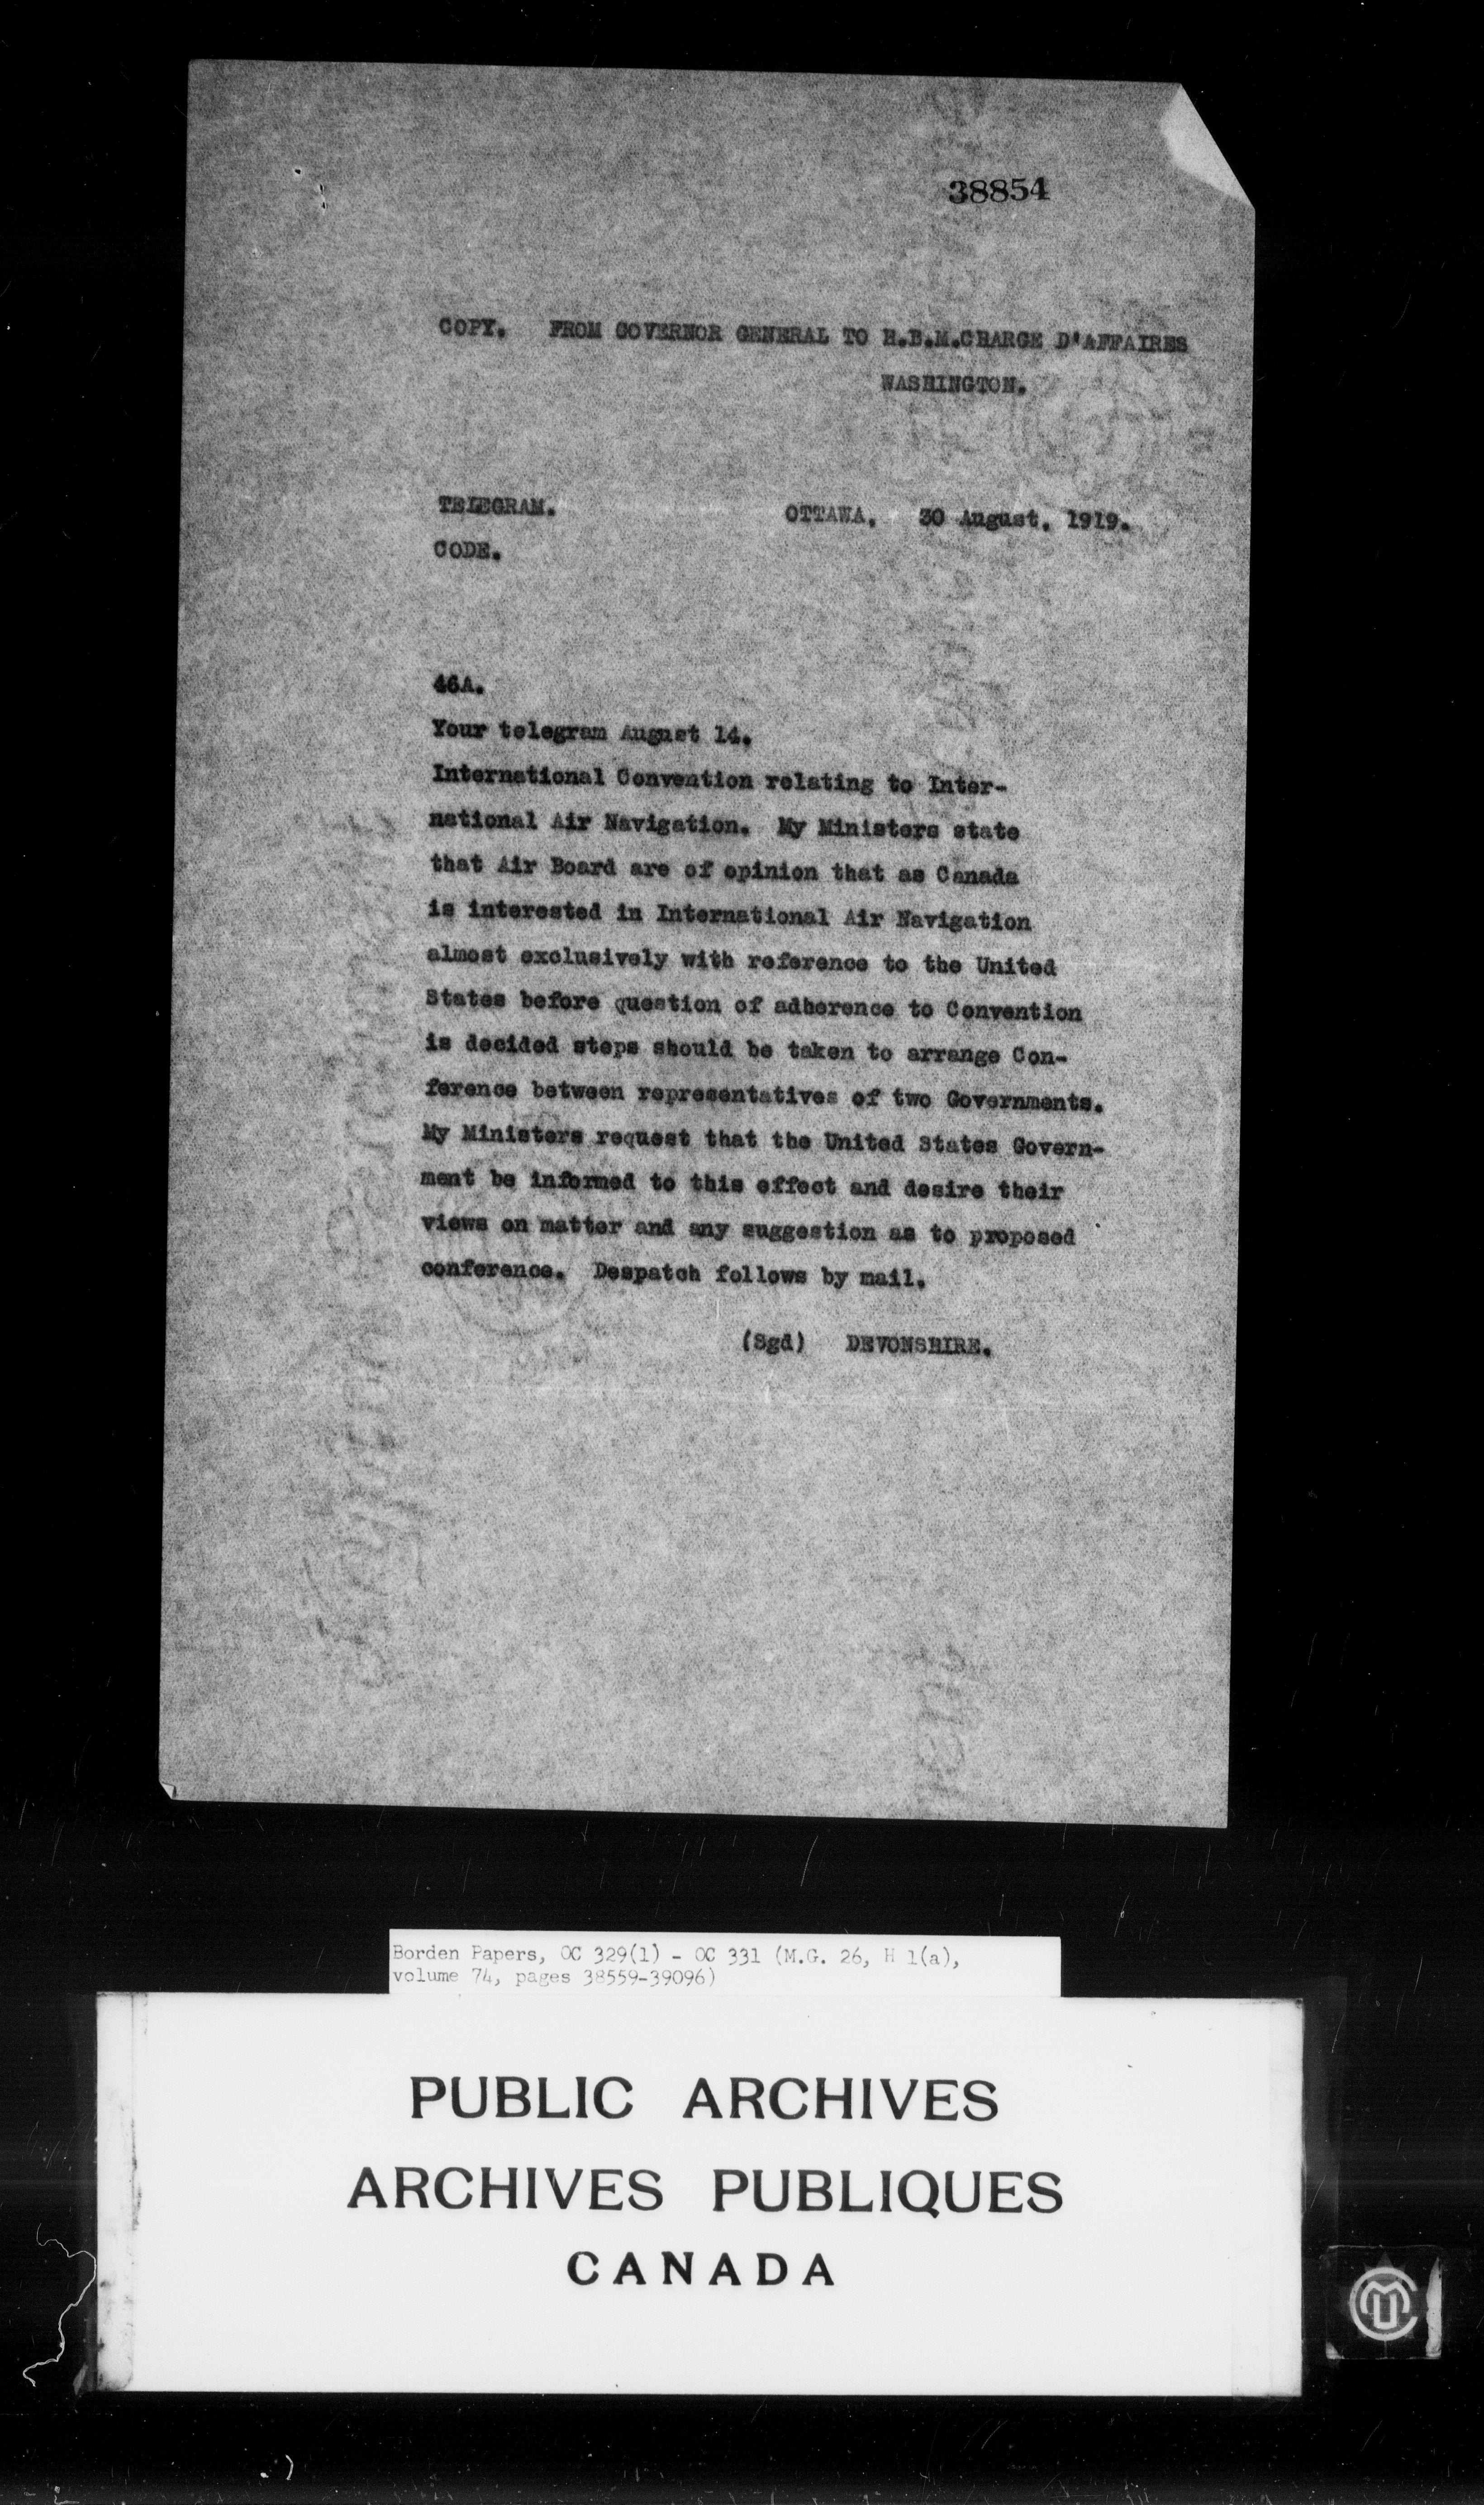 38854
COPY. FROM GOVERNOR GENERAL TO H.B.M.CHARGE D'AFFAIRES
WASHINGTON.
TELEGRAM. OTTAWA, 30 August, 1919.
CODE.
46A.
Your telegram August 14.
International Convention relating to Inter-
national Air Navigation. My Ministers state
that Air Board are of opinion that as Canada
is interested in International Air Navigation
almost exclusively with reference to the United
States before question of adherence to Convention
is decided steps should be taken to arrange Con-
ference between representatives of two Governments.
My Ministers request that the United States Govern-
ment be informed to this effect and desire their
views on matter and any suggestion as to proposed
conference. Despatch follows by mail.
(Sgd) DEVONSHIRE.
Borden Papers, OC 329(1) - OC 331 (M.G. 26, H 1(a),
volume 74, pages 38559-39096)
PUBLIC ARCHIVES
ARCHIVES PUBLIQUES
CANADA